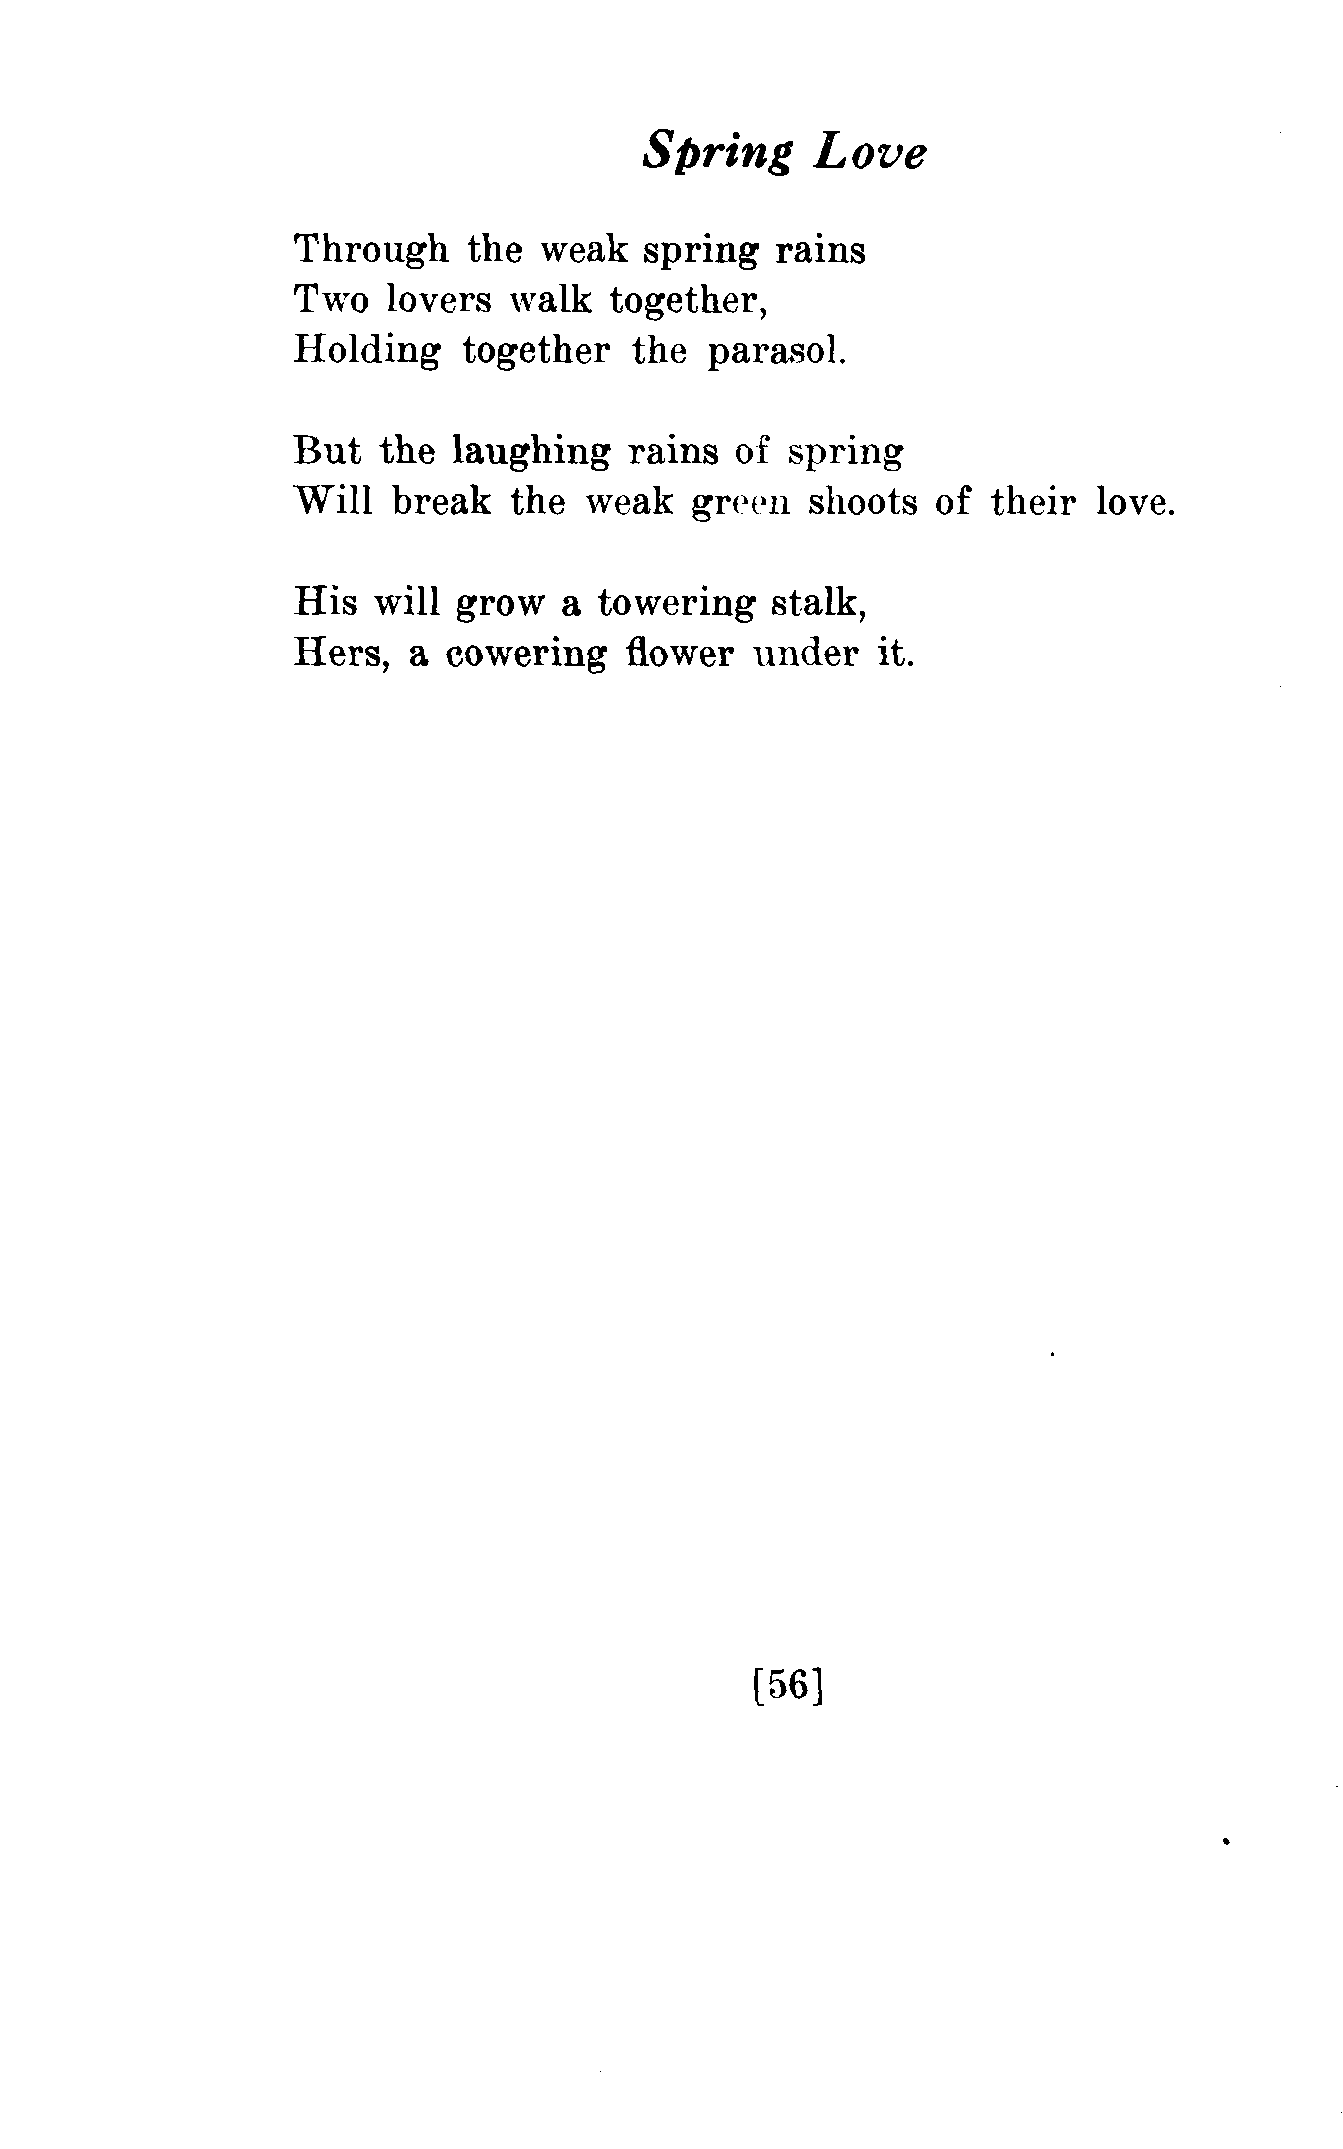 Spring Love
Through the weak spring rains
Two lovers walk together,
Holding together the parasol.
But the laughing rains of spring
Will break the weak green shoots of their love.
His will grow a towering stalk,
Hers, a cowering flower under it.
[56]